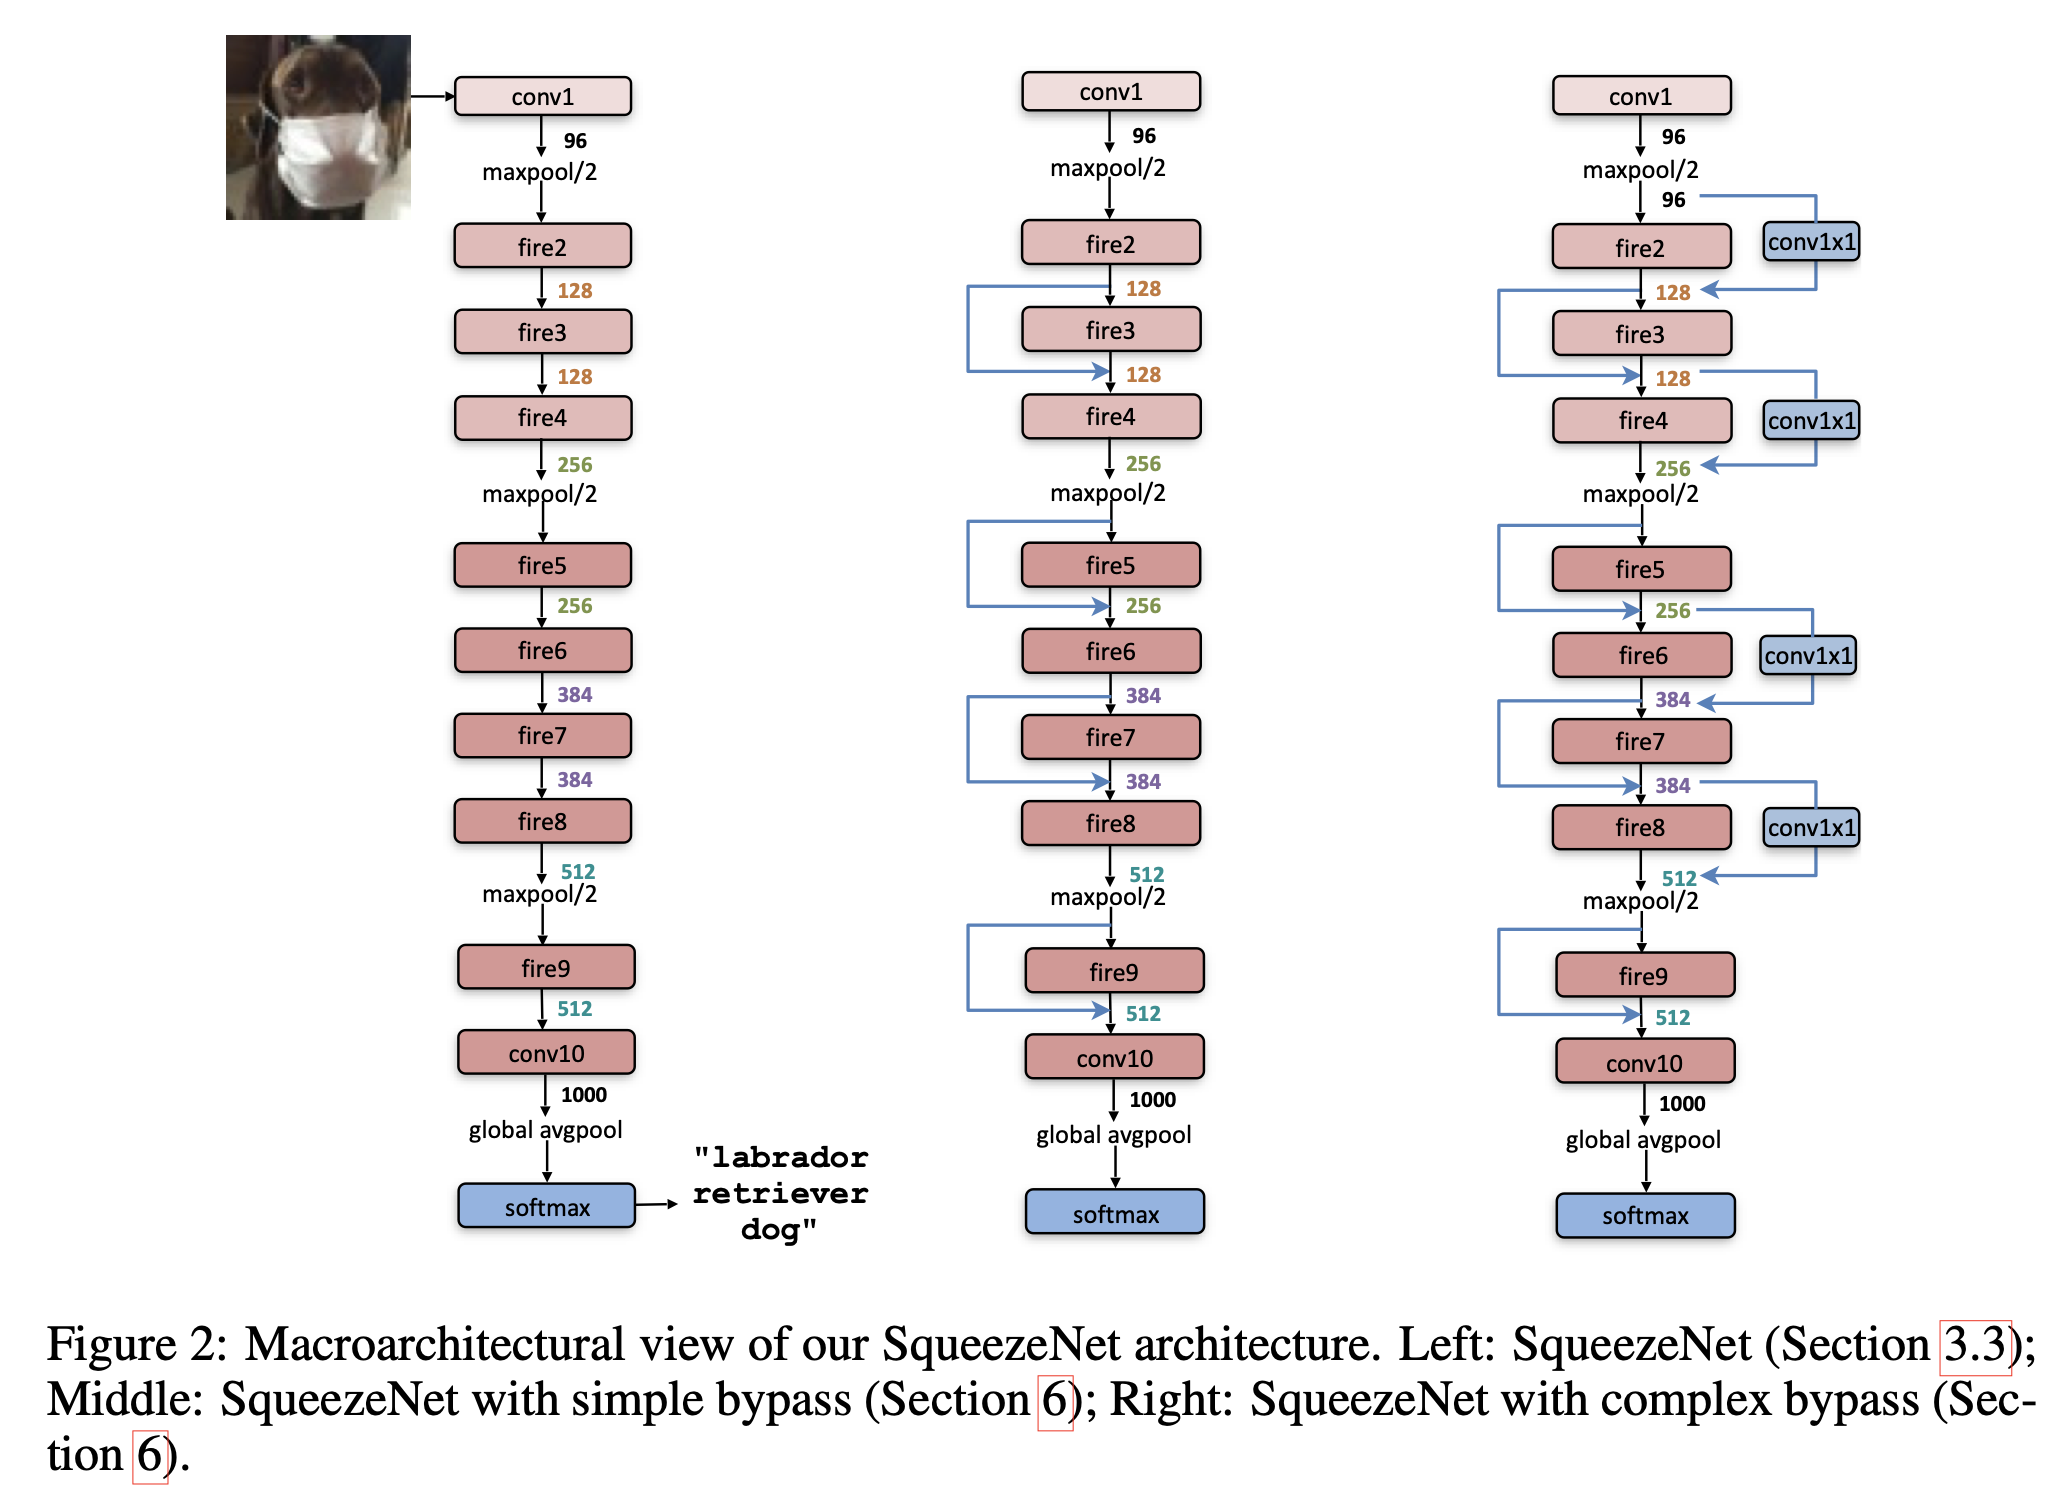 conv1
96
maxpool/2
fire2
128
fire3
128
fire4
256
maxpool/2
fire5
256
fire6
384
fire7
384
fire8
512
maxpool/2
fire9
512
conv10
1000
global avgpool
softmax
"labrador
retriever
dog"
conv1
96
maxpool/2
fire2
128
fire3
128
fire4
256
maxpool/2
fire5
256
fire6
384
fire7
384
fire8
512
maxpool/2
fire9
512
conv10
1000
global avgpool
softmax
conv1
96
maxpool/2
96
fire2
conv1x1
128
fire3
128
fire4
conv1x1
256
maxpool/2
fire5
256
fire6
conv1x1
384
fire7
384
fire8
conv1x1
512
maxpool/2
fire9
512
conv10
1000
global avgpool
softmax
Figure 2: Macroarchitectural view of our SqueezeNet architecture. Left: SqueezeNet (Section 3.3);
Middle: SqueezeNet with simple bypass (Section 6); Right: SqueezeNet with complex bypass (Sec-
tion 6).